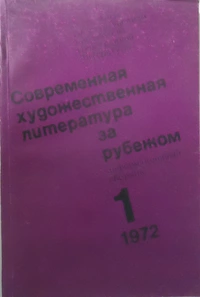 Современная
художественная
литература
за
рубежом
1
1972